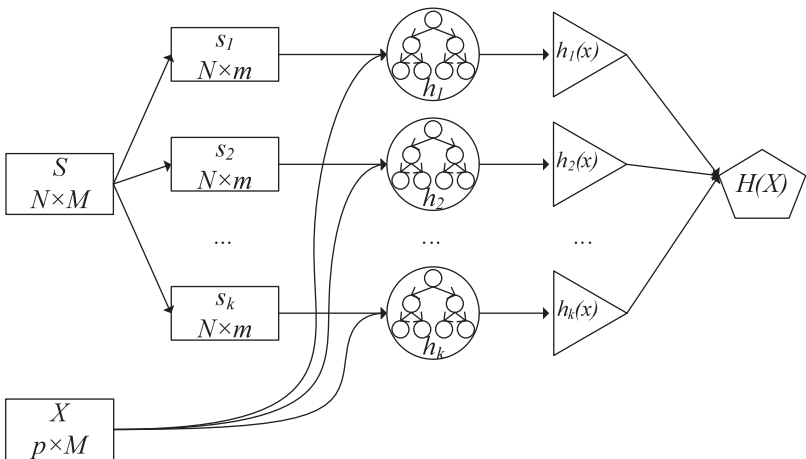 s1
N×m
h1
h1(x)
S
N×M
s2
N×m
h2
h2(x)
H(X)
...
...
...
sk
N×m
hk
hk(x)
X
p×M